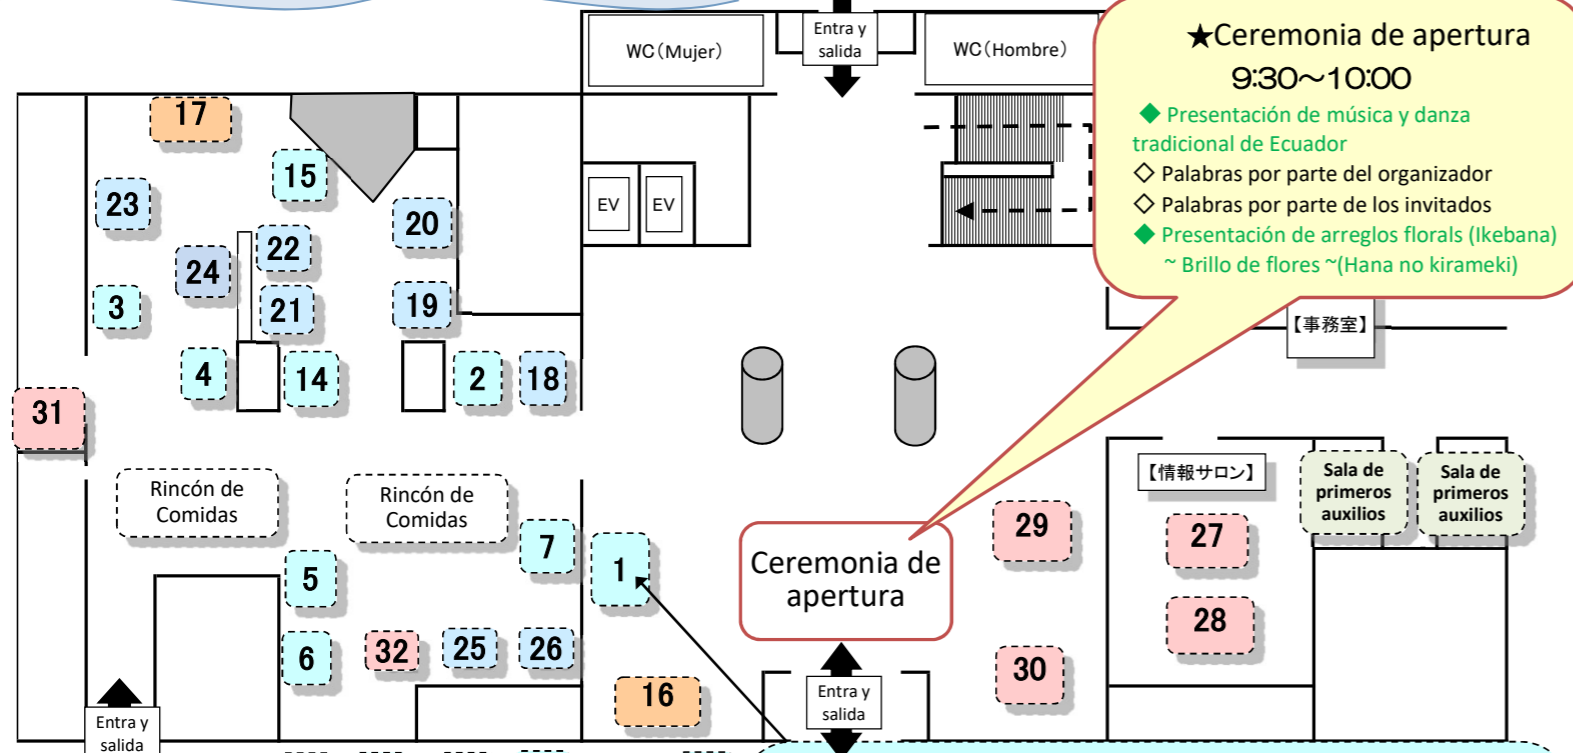 Entra y
salida
WC(Mujer)
WC(Hombre)
★Ceremonia de apertura
9:30～10:00
◆ Presentación de música y danza
tradicional de Ecuador
◇ Palabras por parte del organizador
◇ Palabras por parte de los invitados
◆ Presentación de arreglos florals (Ikebana)
~ Brillo de flores ~(Hana no kirameki)
17
15
23
20
EV
EV
22
24
21
19
3
【事務室】
4
14
2
18
31
Rincón de
Comidas
Rincón de
Comidas
【情報サロン】
Sala de
primeros
auxilios
Sala de
primeros
auxilios
29
27
7
1
Ceremonia de
apertura
5
28
6
32
25
26
30
16
Entra y
salida
Entra y
salida